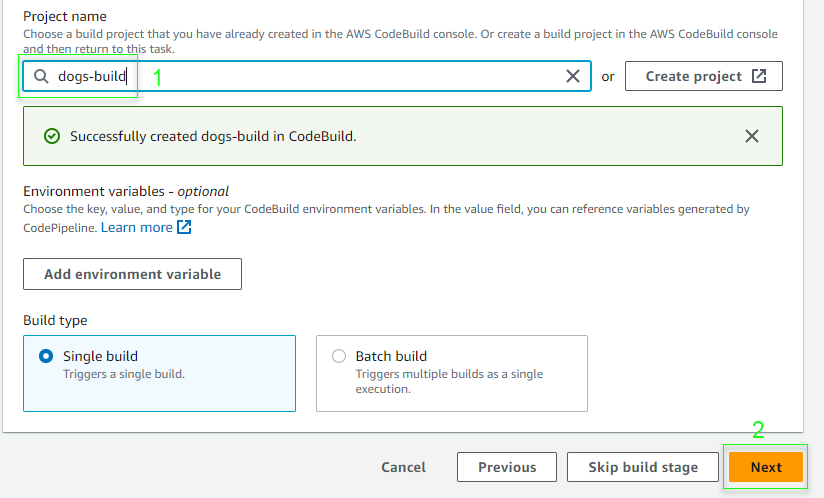 Project name
Choose a build project that you have already created in the AWS CodeBuild console. Or create a build project in the AWS CodeBuild console
and then return to this task.
dogs-build 1 or Create project
Successfully created dogs-build in CodeBuild.
Environment variables - optional
Choose the key, value, and type for your CodeBuild environment variables. In the value field, you can reference variables generated by
CodePipeline. Learn more
Add environment variable
Build type
Single build
Triggers a single build.
Batch build
Triggers multiple builds as a single
execution.
2
Cancel Previous Skip build stage Next